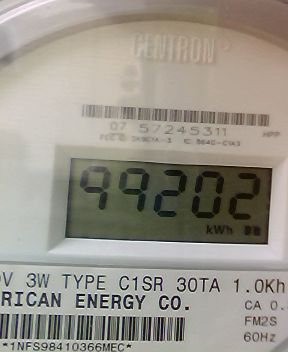 CENTRON
07 57245311 HPP
99202
kWh
V 3W TYPE C1SR 30TA 1.0Kh
RICAN ENERGY CO.
CA 0.
FM2S
60Hz
*1NFS98410366MEC*